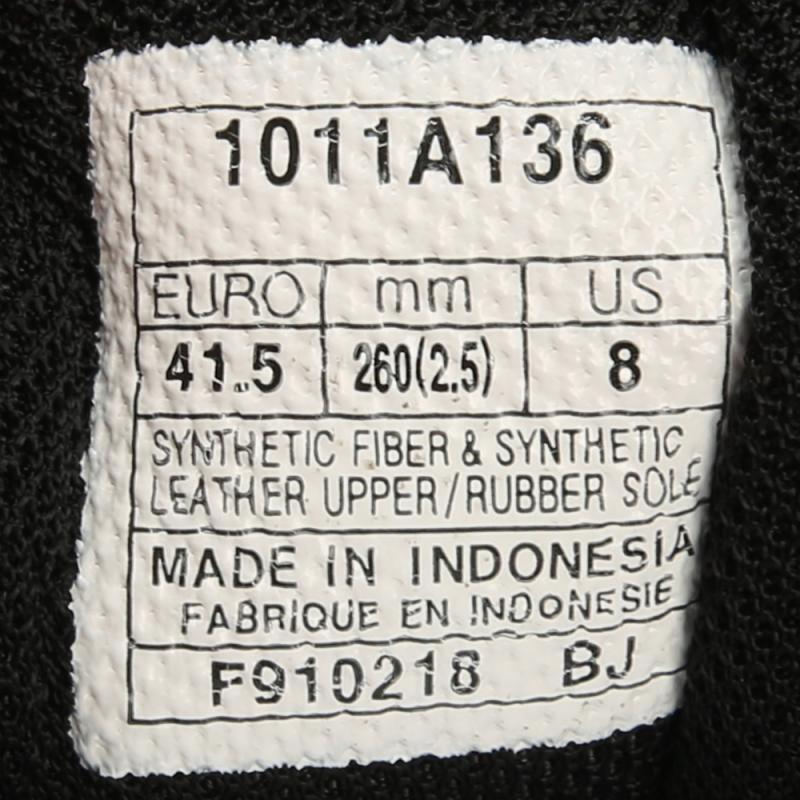 1011A136
EURO mm US
41.5 260(2.5) 8
SYNTHETIC FIBER & SYNTHETIC
LEATHER UPPER/RUBBER SOLE
MADE IN INDONESIA
FABRIQUE EN INDONESIE
F910218 BJ